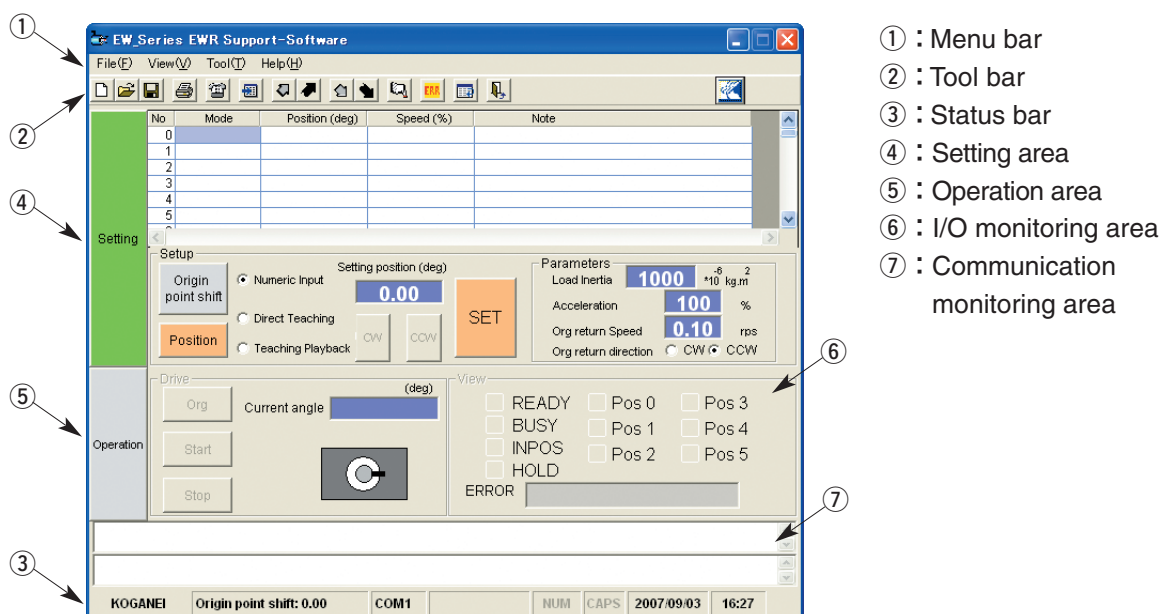 ① EW_Series EWR Support-Software
File(F) View(V) Tool(T) Help(H)
② ERR
No Mode Position (deg) Speed (%) Note
0
1
2
3
4
5
④ Setting
Setup
Origin point shift
Position
Numeric Input
Direct Teaching
Teaching Playback
Setting position (deg)
0.00
CW CCW
SET
Parameters
Load Inertia 1000 *10⁻⁶ kg.m²
Acceleration 100 %
Org return Speed 0.10 rps
Org return direction CW CCW
⑥
⑤ Operation
Drive
Org
Start
Stop
(deg)
Current angle
View
READY Pos 0 Pos 3
BUSY Pos 1 Pos 4
INPOS Pos 2 Pos 5
HOLD
ERROR
⑦
③ KOGANEI Origin point shift: 0.00 COM1 NUM CAPS 2007/09/03 16:27
①：Menu bar
②：Tool bar
③：Status bar
④：Setting area
⑤：Operation area
⑥：I/O monitoring area
⑦：Communication
monitoring area